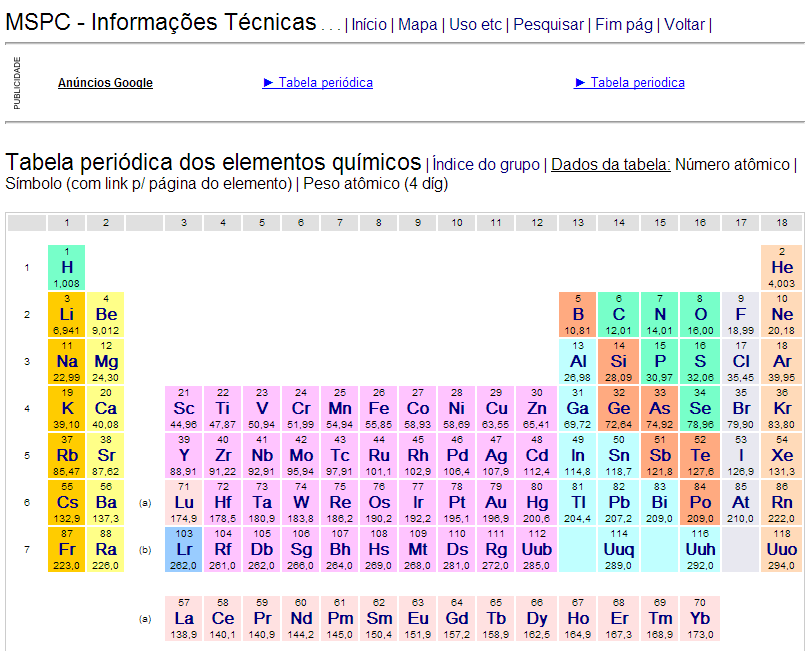 MSPC - Informações Técnicas . . . | Início | Mapa | Uso etc | Pesquisar | Fim pág | Voltar |
PUBLICIDADE
Anúncios Google ► Tabela periódica ► Tabela periodica
Tabela periódica dos elementos químicos | Índice do grupo | Dados da tabela: Número atômico |
Símbolo (com link p/ página do elemento) | Peso atômico (4 díg)
1 2 3 4 5 6 7 8 9 10 11 12 13 14 15 16 17 18
1 2
1 H He
1,008 4,003
3 4 5 6 7 8 9 10
2 Li Be B C N O F Ne
6,941 9,012 10,81 12,01 14,01 16,00 18,99 20,18
11 12 13 14 15 16 17 18
3 Na Mg Al Si P S Cl Ar
22,99 24,30 26,98 28,09 30,97 32,06 35,45 39,95
19 20 21 22 23 24 25 26 27 28 29 30 31 32 33 34 35 36
4 K Ca Sc Ti V Cr Mn Fe Co Ni Cu Zn Ga Ge As Se Br Kr
39,10 40,08 44,96 47,87 50,94 51,99 54,94 55,85 58,93 58,69 63,55 65,41 69,72 72,64 74,92 78,96 79,90 83,80
37 38 39 40 41 42 43 44 45 46 47 48 49 50 51 52 53 54
5 Rb Sr Y Zr Nb Mo Tc Ru Rh Pd Ag Cd In Sn Sb Te I Xe
85,47 87,62 88,91 91,22 92,91 95,94 97,91 101,1 102,9 106,4 107,9 112,4 114,8 118,7 121,8 127,6 126,9 131,3
55 56 71 72 73 74 75 76 77 78 79 80 81 82 83 84 85 86
6 Cs Ba (a) Lu Hf Ta W Re Os Ir Pt Au Hg Tl Pb Bi Po At Rn
132,9 137,3 174,9 178,5 180,9 183,8 186,2 190,2 192,2 195,1 196,9 200,6 204,4 207,2 209,0 209,0 210,0 222,0
87 88 103 104 105 106 107 108 109 110 111 112 114 116 118
7 Fr Ra (b) Lr Rf Db Sg Bh Hs Mt Ds Rg Uub Uuq Uuh Uuo
223,0 226,0 262,0 261,0 262,0 266,0 264,0 269,0 268,0 281,0 272,0 285,0 289,0 292,0 294,0
57 58 59 60 61 62 63 64 65 66 67 68 69 70
(a) La Ce Pr Nd Pm Sm Eu Gd Tb Dy Ho Er Tm Yb
138,9 140,1 140,9 144,2 145,0 150,4 151,9 157,2 158,9 162,5 164,9 167,3 168,9 173,0